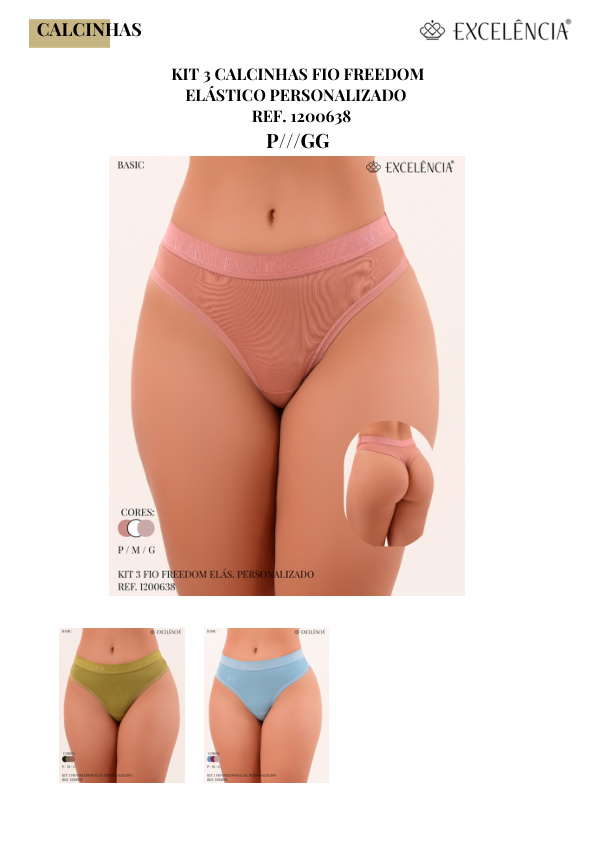 CALCINHAS
EXCELÊNCIA®
KIT 3 CALCINHAS FIO FREEDOM
ELÁSTICO PERSONALIZADO
REF. 1200638
P///GG
BASIC
EXCELÊNCIA®
CORES:
P / M / G
KIT 3 FIO FREEDOM ELÁS. PERSONALIZADO
REF. 1200638
BASIC
EXCELÊNCIA
BASIC
EXCELÊNCIA